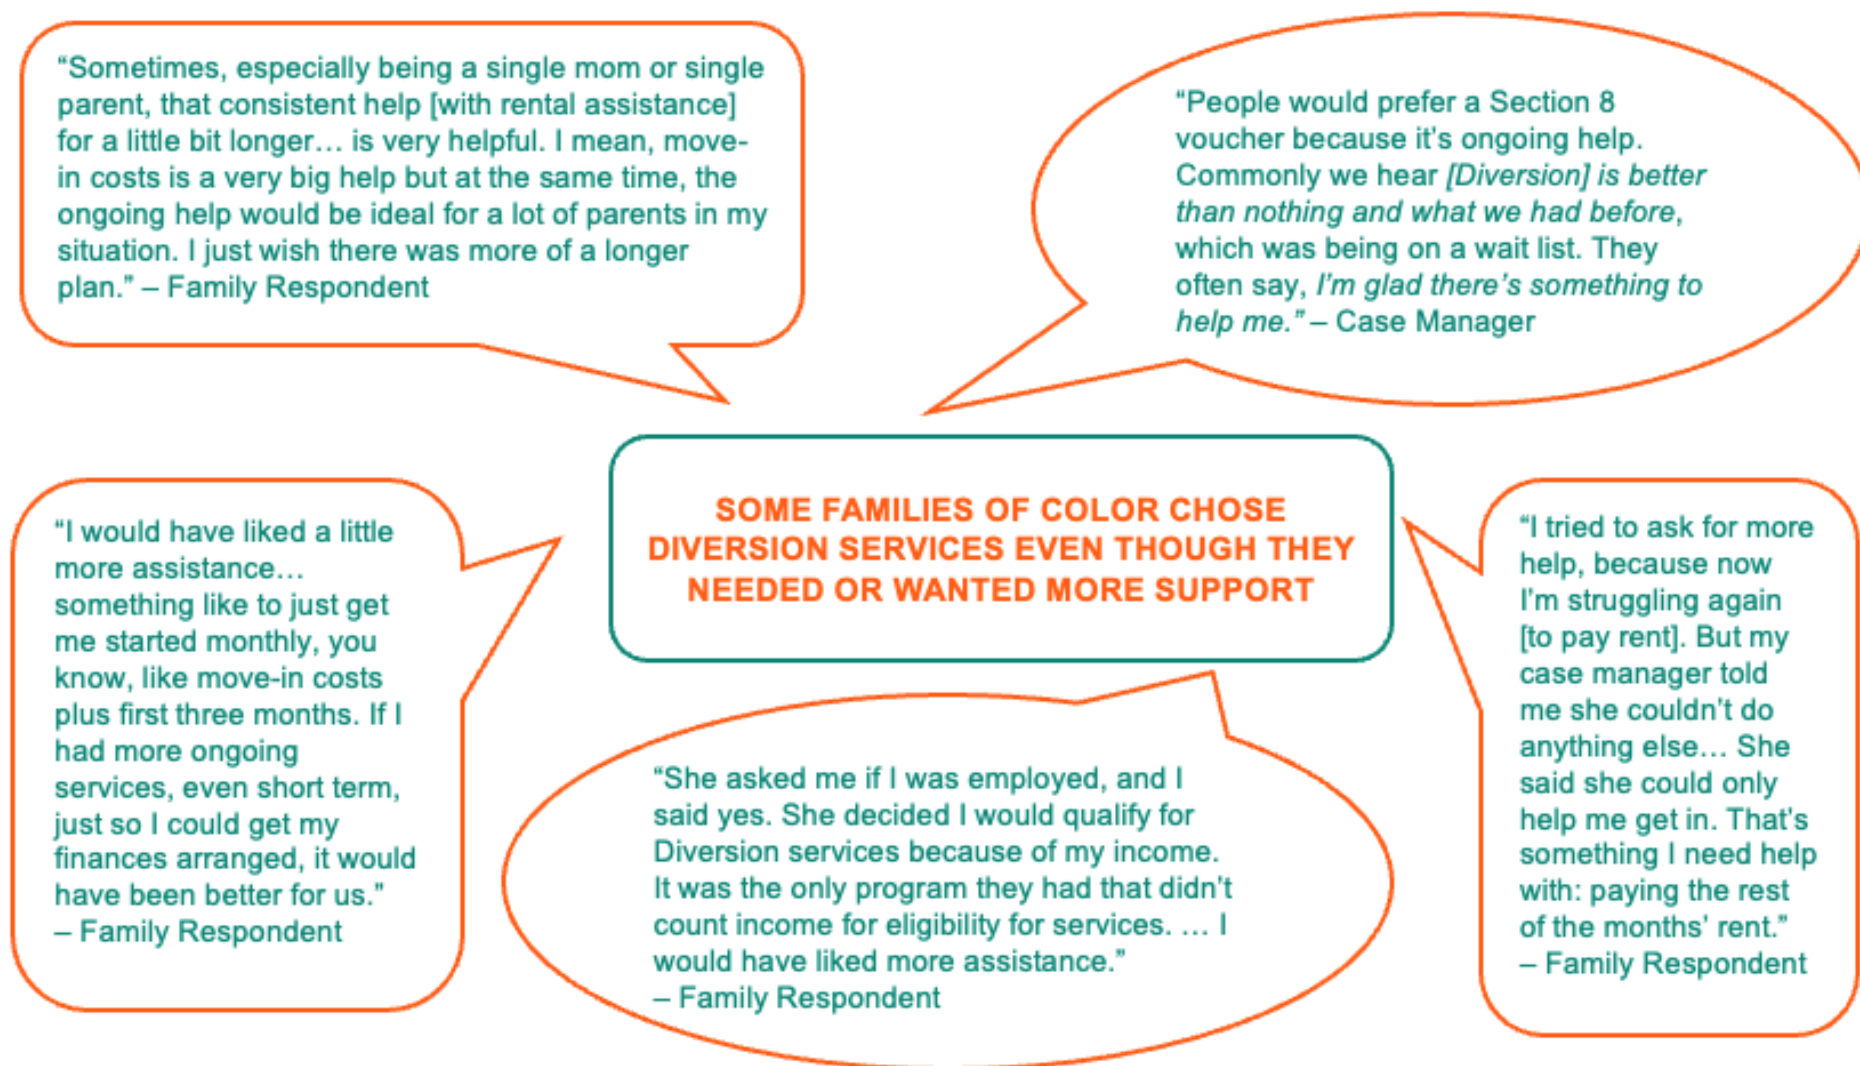 “Sometimes, especially being a single mom or single
parent, that consistent help [with rental assistance]
for a little bit longer… is very helpful. I mean, move-
in costs is a very big help but at the same time, the
ongoing help would be ideal for a lot of parents in my
situation. I just wish there was more of a longer
plan.” – Family Respondent
“People would prefer a Section 8
voucher because it’s ongoing help.
Commonly we hear [Diversion] is better
than nothing and what we had before,
which was being on a wait list. They
often say, I’m glad there’s something to
help me.” – Case Manager
SOME FAMILIES OF COLOR CHOSE
DIVERSION SERVICES EVEN THOUGH THEY
NEEDED OR WANTED MORE SUPPORT
“I would have liked a little
more assistance…
something like to just get
me started monthly, you
know, like move-in costs
plus first three months. If I
had more ongoing
services, even short term,
just so I could get my
finances arranged, it would
have been better for us.”
– Family Respondent
“She asked me if I was employed, and I
said yes. She decided I would qualify for
Diversion services because of my income.
It was the only program they had that didn’t
count income for eligibility for services. … I
would have liked more assistance.”
– Family Respondent
“I tried to ask for more
help, because now
I’m struggling again
[to pay rent]. But my
case manager told
me she couldn’t do
anything else… She
said she could only
help me get in. That’s
something I need help
with: paying the rest
of the months’ rent.”
– Family Respondent